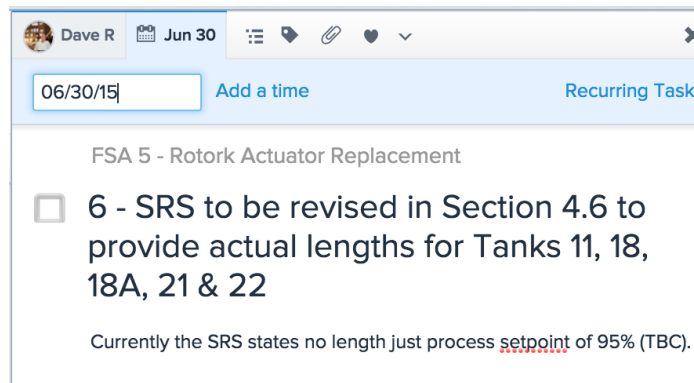 Dave R Jun 30
06/30/15 Add a time Recurring Task
FSA 5 - Rotork Actuator Replacement
6 - SRS to be revised in Section 4.6 to
provide actual lengths for Tanks 11, 18,
18A, 21 & 22
Currently the SRS states no length just process setpoint of 95% (TBC).